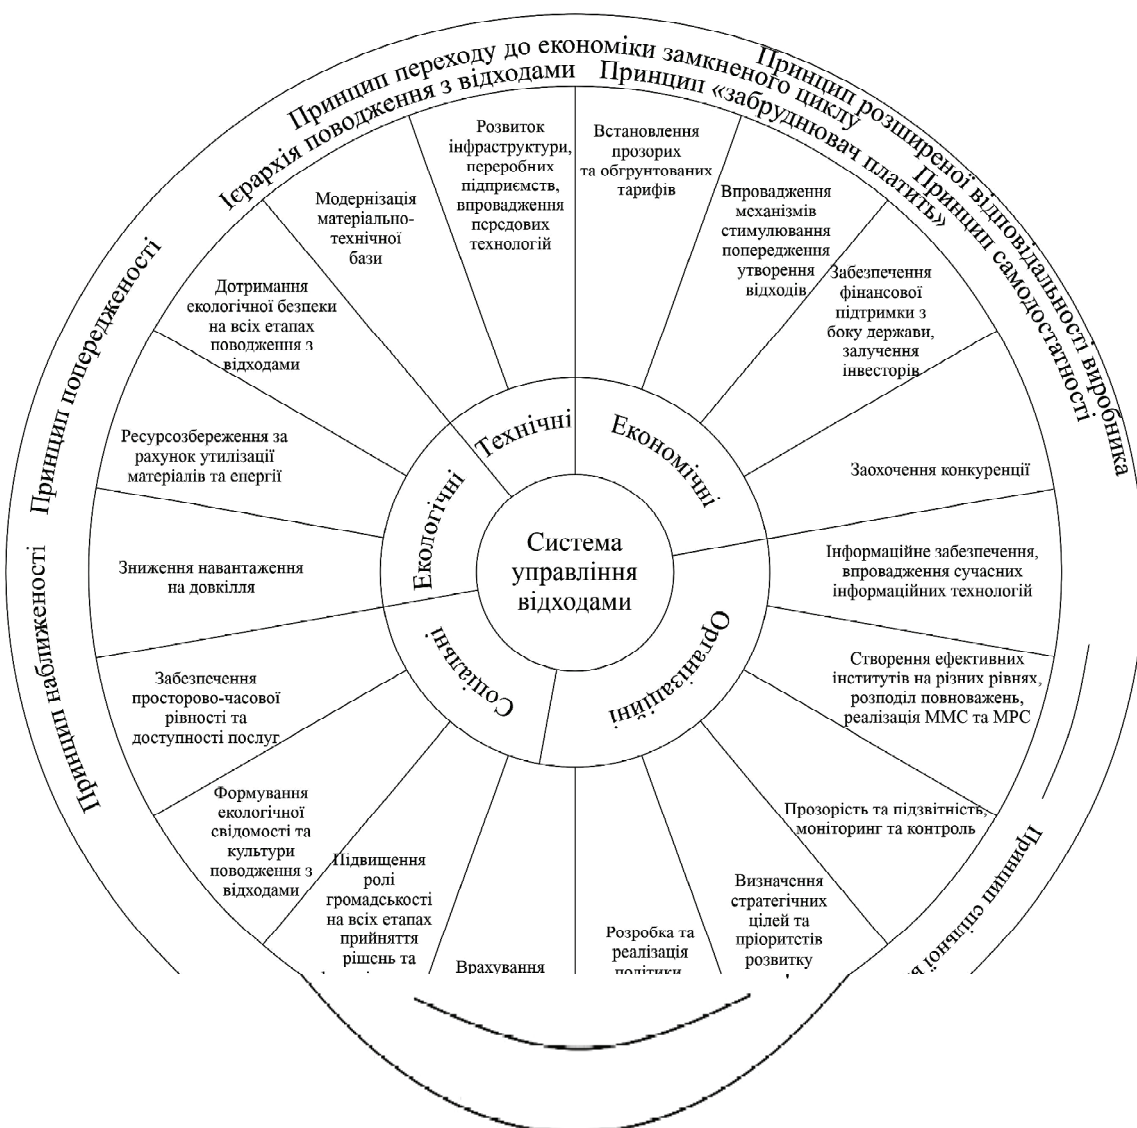 Принцип переходу до економіки замкненого циклу
Принцип розширеної відповідальності виробника
Ієрархія поводження з відходами
Принцип «забруднювач платить»
Принцип самодостатності
Принцип попередженості
Принцип наближеності
Принцип спільної
Розвиток
інфраструктури,
переробних
підприємств,
впровадження
передових
технологій
Встановлення
прозорих
та обгрунтованих
тарифів
Модернізація
матеріально-
технічної
бази
Впровадження
механізмів
стимулювання
попередження
утворення
відходів
Дотримання
екологічної безпеки
на всіх етапах
поводження з
відходами
Забезпечення
фінансової
підтримки з
боку держави,
залучення
інвесторів
Ресурсозбереження за
рахунок утилізації
матеріалів та енергії
Заохочення конкуренції
Технічні
Економічні
Екологічні
Соціальні
Організаційні
Система
управління
відходами
Зниження навантаження
на довкілля
Інформаційне забезпечення,
впровадження сучасних
інформаційних технологій
Забезпечення
просторово-часової
рівності та
доступності послуг
Створення ефективних
інститутів на різних рівнях,
розподіл повноважень,
реалізація ММС та МРС
Формування
екологічної
свідомості та
культури
поводження з
відходами
Прозорість та підзвітність,
моніторинг та контроль
Підвищення
ролі
громадськості
на всіх етапах
прийняття
рішень та
Врахування
Розробка та
реалізація
політики
Визначення
стратегічних
цілей та
пріоритетів
розвитку